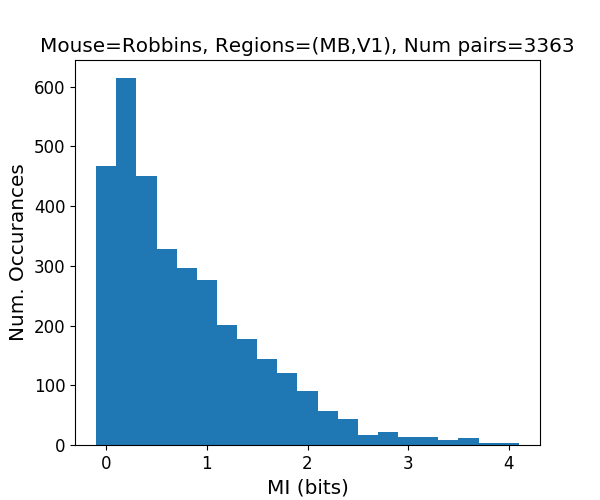 Mouse=Robbins, Regions=(MB,V1), Num pairs=3363
600
500
400
300
200
100
0
Num. Occurances
0 1 2 3 4
MI (bits)